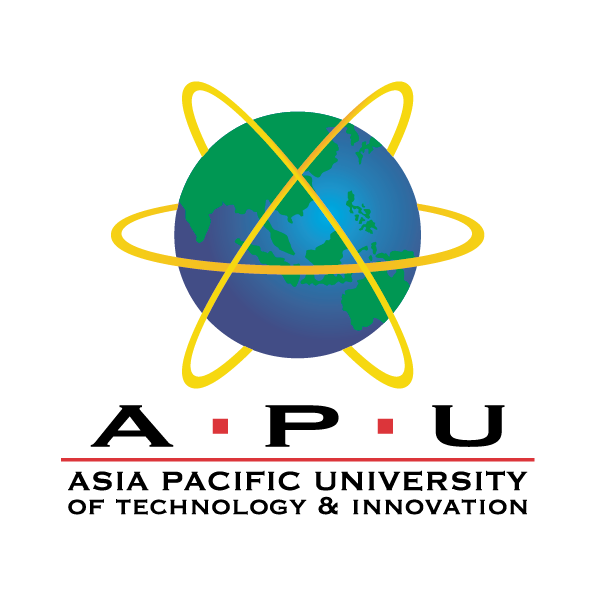 A · P · U
ASIA PACIFIC UNIVERSITY
OF TECHNOLOGY & INNOVATION